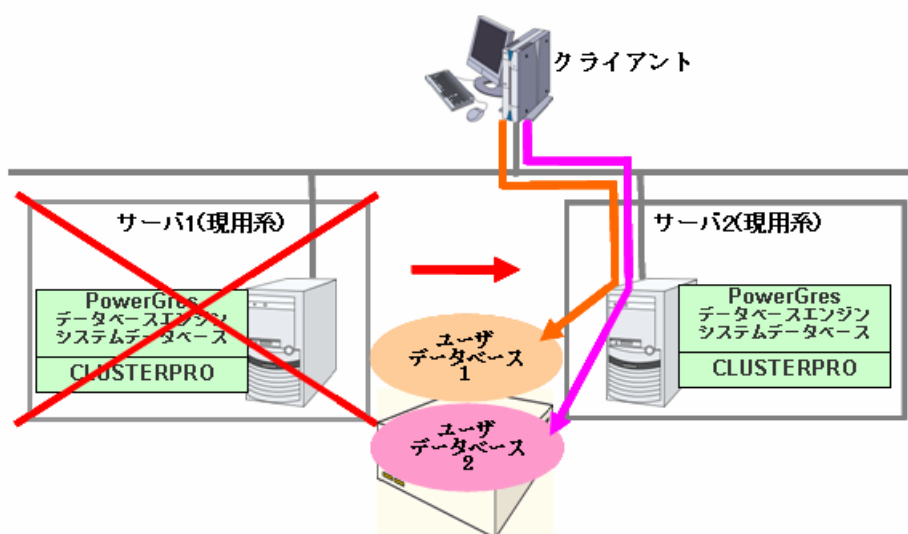 クライアント
サーバ1(現用系)
サーバ2(現用系)
PowerGres
データベースエンジン
システムデータベース
CLUSTERPRO
ユーザ
データベース
1
ユーザ
データベース
2
PowerGres
データベースエンジン
システムデータベース
CLUSTERPRO